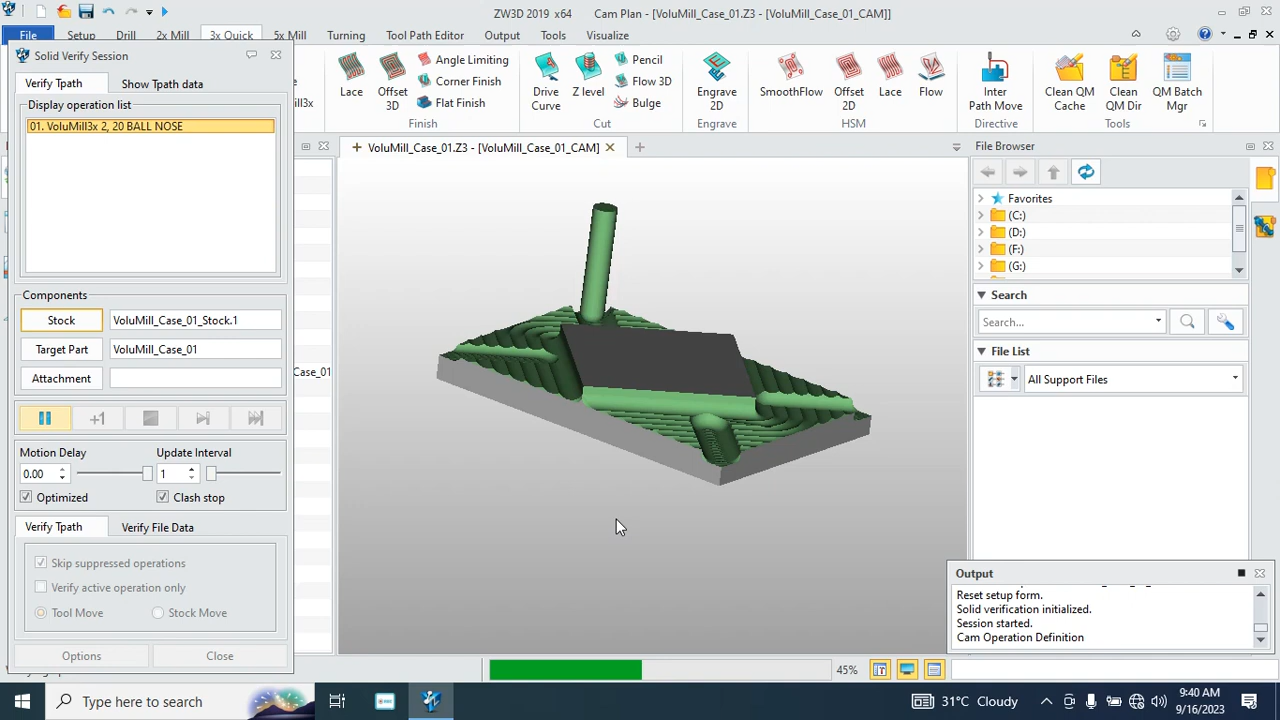 ZW3D 2019 x64 Cam Plan - [VoluMill_Case_01.Z3 - [VoluMill_Case_01_CAM]]
File Setup Drill 2x Mill 3x Quick 5x Mill Turning Tool Path Editor Output Tools Visualize
Solid Verify Session
Verify Tpath Show Tpath data
Display operation list
01. VoluMill3x 2, 20 BALL NOSE
Components
Stock VoluMill_Case_01_Stock.1
Target Part VoluMill_Case_01
Attachment
+1
Motion Delay Update Interval
0.00 1
Optimized Clash stop
Verify Tpath Verify File Data
Skip suppressed operations
Verify active operation only
Tool Move Stock Move
Options Close
Lace
Offset
3D
Angle Limiting
Corner Finish
Flat Finish
Finish
Drive
Curve
Z level
Pencil
Flow 3D
Bulge
Cut
Engrave
2D
Engrave
SmoothFlow
Offset
2D
Lace
Flow
HSM
Inter
Path Move
Directive
Clean QM
Cache
Clean
QM Dir
QM Batch
Mgr
Tools
VoluMill_Case_01.Z3 - [VoluMill_Case_01_CAM]
File Browser
Favorites
(C:)
(D:)
(F:)
(G:)
Search
Search...
File List
All Support Files
Output
Reset setup form.
Solid verification initialized.
Session started.
Cam Operation Definition
45%
Type here to search
31°C Cloudy
9:40 AM
9/16/2023